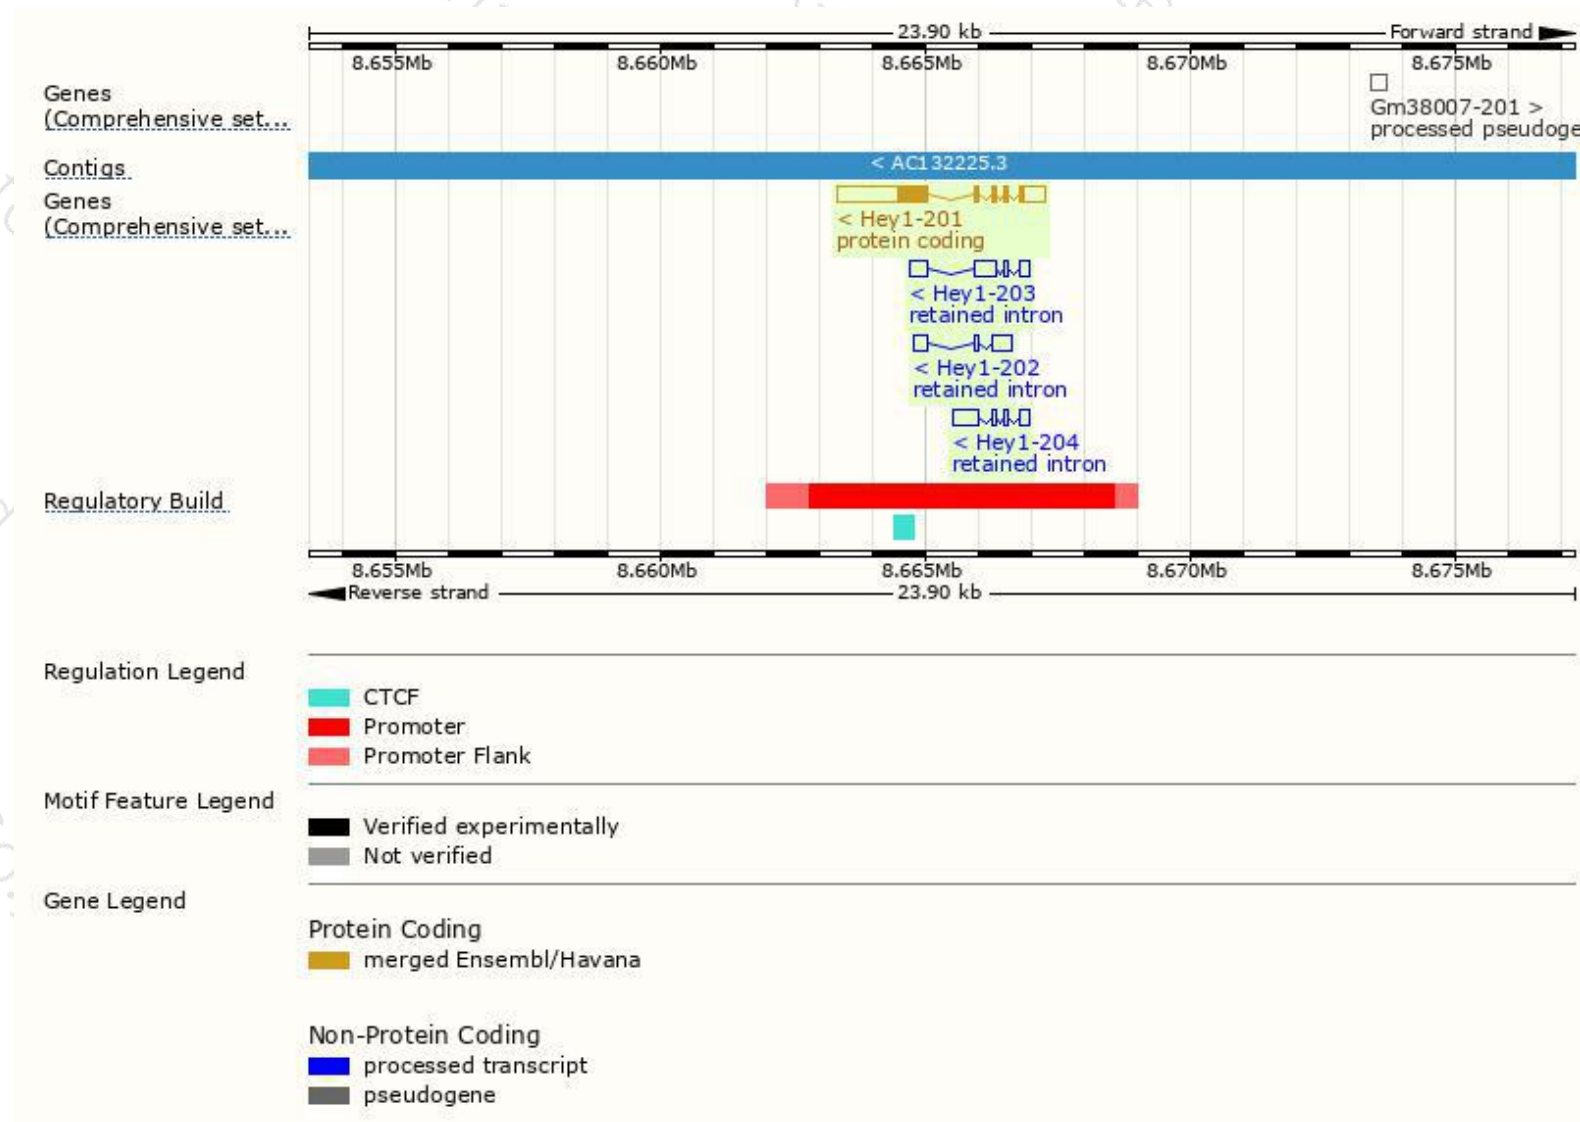 23.90 kb
Forward strand
8.655Mb 8.660Mb 8.665Mb 8.670Mb 8.675Mb
Genes
(Comprehensive set...
Gm38007-201 >
processed pseudoge
Contigs
< AC132225.3
Genes
(Comprehensive set...
< Hey1-201
protein coding
< Hey1-203
retained intron
< Hey1-202
retained intron
< Hey1-204
retained intron
Regulatory Build
8.655Mb 8.660Mb 8.665Mb 8.670Mb 8.675Mb
Reverse strand
23.90 kb
Regulation Legend
CTCF
Promoter
Promoter Flank
Motif Feature Legend
Verified experimentally
Not verified
Gene Legend
Protein Coding
merged Ensembl/Havana
Non-Protein Coding
processed transcript
pseudogene